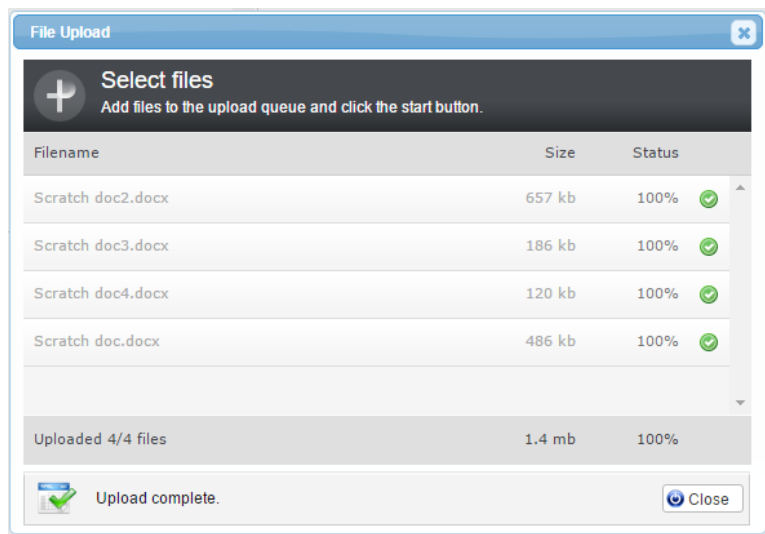 File Upload
Select files
Add files to the upload queue and click the start button.
Filename Size Status
Scratch doc2.docx 657 kb 100%
Scratch doc3.docx 186 kb 100%
Scratch doc4.docx 120 kb 100%
Scratch doc.docx 486 kb 100%
Uploaded 4/4 files 1.4 mb 100%
Upload complete. Close